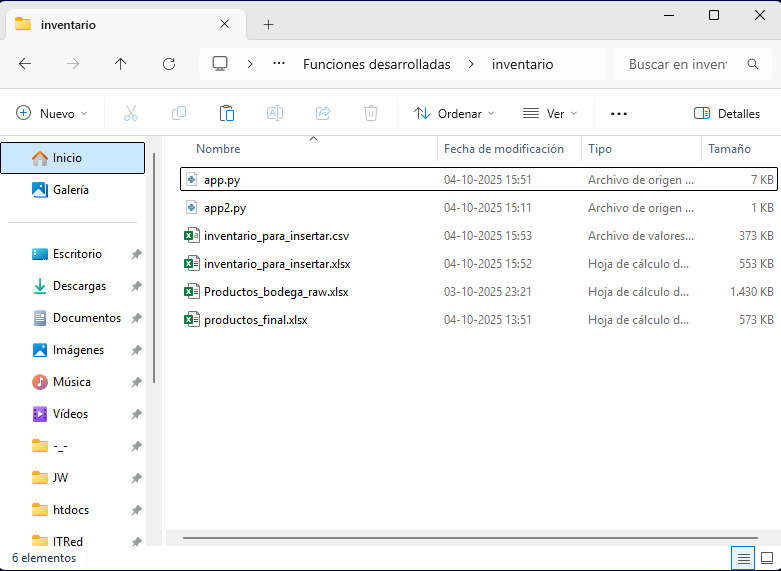 inventario
Funciones desarrolladas
inventario
Buscar en invent
Nuevo
Ordenar
Ver
Detalles
Inicio
Galería
Escritorio
Descargas
Documentos
Imágenes
Música
Vídeos
-_-
JW
htdocs
ITRed
Nombre Fecha de modificación Tipo Tamaño
app.py 04-10-2025 15:51 Archivo de origen ... 7 KB
app2.py 04-10-2025 15:11 Archivo de origen ... 1 KB
inventario_para_insertar.csv 04-10-2025 15:53 Archivo de valores... 373 KB
inventario_para_insertar.xlsx 04-10-2025 15:52 Hoja de cálculo d... 553 KB
Productos_bodega_raw.xlsx 03-10-2025 23:21 Hoja de cálculo d... 1.430 KB
productos_final.xlsx 04-10-2025 13:51 Hoja de cálculo d... 573 KB
6 elementos